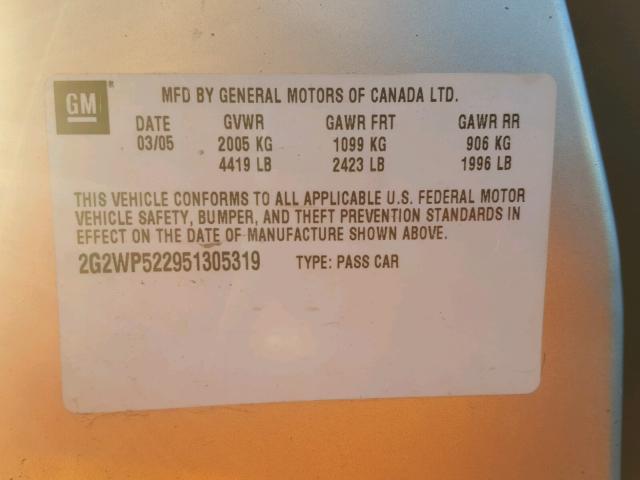 GM®
MFD BY GENERAL MOTORS OF CANADA LTD.
DATE GVWR GAWR FRT GAWR RR
03/05 2005 KG 1099 KG 906 KG
4419 LB 2423 LB 1996 LB
THIS VEHICLE CONFORMS TO ALL APPLICABLE U.S. FEDERAL MOTOR
VEHICLE SAFETY, BUMPER, AND THEFT PREVENTION STANDARDS IN
EFFECT ON THE DATE OF MANUFACTURE SHOWN ABOVE.
2G2WP522951305319 TYPE: PASS CAR